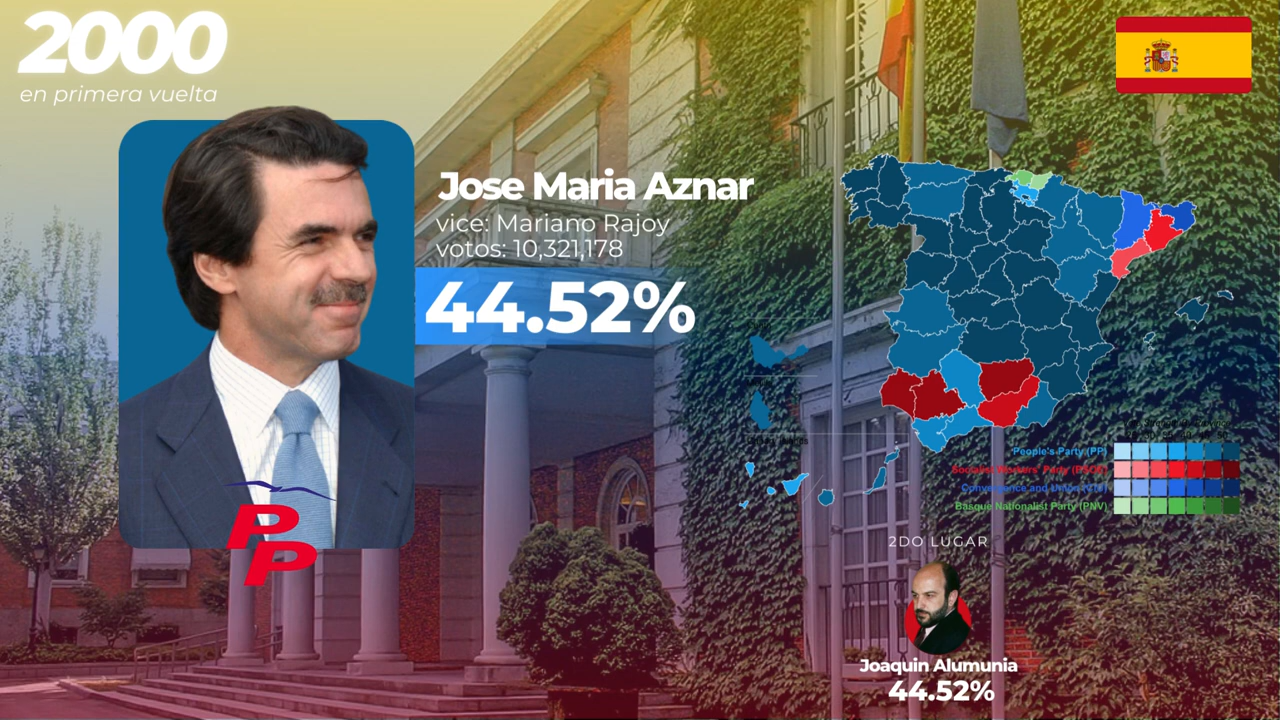 2000
en primera vuelta
Jose Maria Aznar
vice: Mariano Rajoy
votos: 10,321,178
44.52%
PP
People's Party (PP)
Socialist Workers' Party (PSOE)
Convergence and Union (CiU)
Basque Nationalist Party (PNV)
2DO LUGAR
Joaquin Alumunia
44.52%